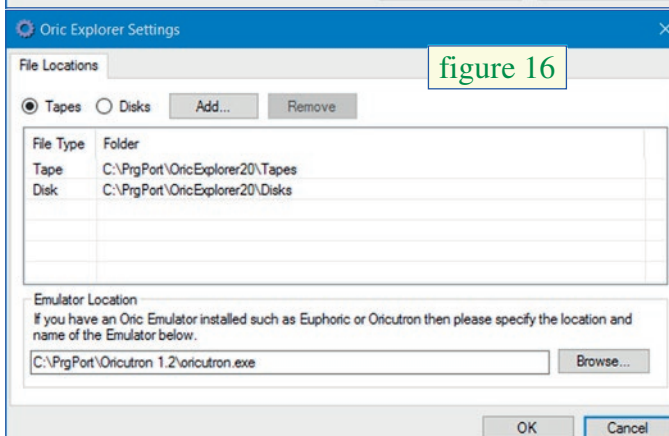 Oric Explorer Settings
figure 16
File Locations
Tapes Disks Add... Remove
File Type Folder
Tape C:\PrgPort\OricExplorer20\Tapes
Disk C:\PrgPort\OricExplorer20\Disks
Emulator Location
If you have an Oric Emulator installed such as Euphoric or Oricutron then please specify the location and
name of the Emulator below.
C:\PrgPort\Oricutron 1.2\oricutron.exe Browse...
OK Cancel